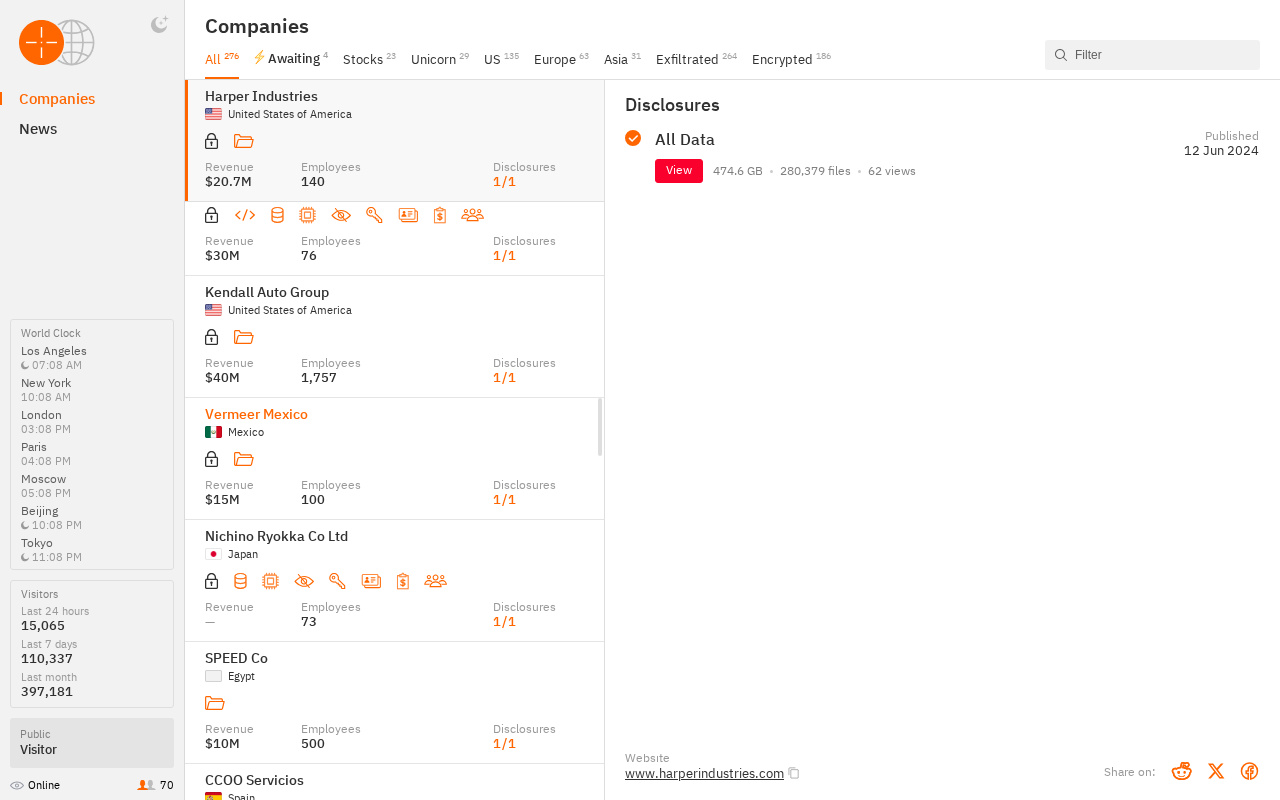 Companies
News
World Clock
Los Angeles
07:08 AM
New York
10:08 AM
London
03:08 PM
Paris
04:08 PM
Moscow
05:08 PM
Beijing
10:08 PM
Tokyo
11:08 PM
Visitors
Last 24 hours
15,065
Last 7 days
110,337
Last month
397,181
Public
Visitor
Online 70
Companies
All 276 Awaiting 4 Stocks 23 Unicorn 29 US 135 Europe 63 Asia 31 Exfiltrated 264 Encrypted 186
Filter
Harper Industries
United States of America
Revenue Employees Disclosures
$20.7M 140 1/1
Revenue Employees Disclosures
$30M 76 1/1
Kendall Auto Group
United States of America
Revenue Employees Disclosures
$40M 1,757 1/1
Vermeer Mexico
Mexico
Revenue Employees Disclosures
$15M 100 1/1
Nichino Ryokka Co Ltd
Japan
Revenue Employees Disclosures
— 73 1/1
SPEED Co
Egypt
Revenue Employees Disclosures
$10M 500 1/1
CCOO Servicios
Spain
Disclosures
All Data
Published
12 Jun 2024
View 474.6 GB • 280,379 files • 62 views
Website
www.harperindustries.com
Share on: